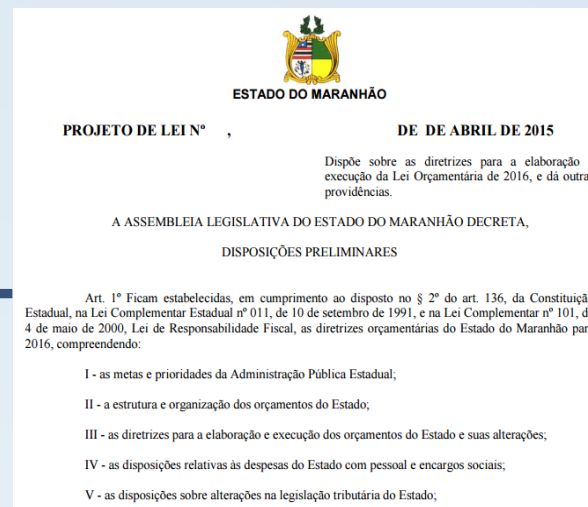 ESTADO DO MARANHÃO
PROJETO DE LEI Nº , DE DE ABRIL DE 2015
Dispõe sobre as diretrizes para a elaboração
execução da Lei Orçamentária de 2016, e dá outra
providências.
A ASSEMBLEIA LEGISLATIVA DO ESTADO DO MARANHÃO DECRETA,
DISPOSIÇÕES PRELIMINARES
Art. 1º Ficam estabelecidas, em cumprimento ao disposto no § 2º do art. 136, da Constituiçã
Estadual, na Lei Complementar Estadual nº 011, de 10 de setembro de 1991, e na Lei Complementar nº 101, d
4 de maio de 2000, Lei de Responsabilidade Fiscal, as diretrizes orçamentárias do Estado do Maranhão par
2016, compreendendo:
I - as metas e prioridades da Administração Pública Estadual;
II - a estrutura e organização dos orçamentos do Estado;
III - as diretrizes para a elaboração e execução dos orçamentos do Estado e suas alterações;
IV - as disposições relativas às despesas do Estado com pessoal e encargos sociais;
V - as disposições sobre alterações na legislação tributária do Estado;